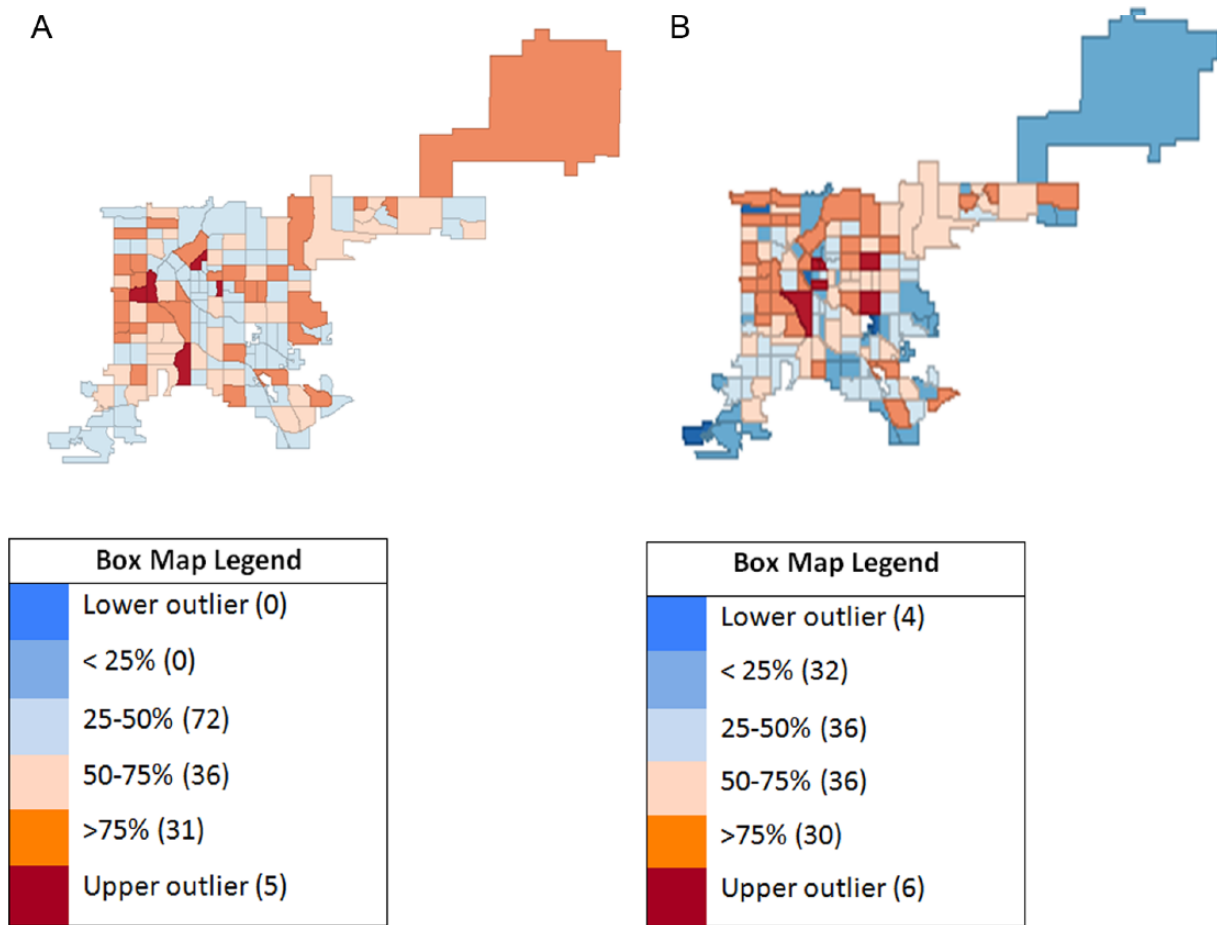 A
B
Box Map Legend
Lower outlier (0)
< 25% (0)
25-50% (72)
50-75% (36)
>75% (31)
Upper outlier (5)
Box Map Legend
Lower outlier (4)
< 25% (32)
25-50% (36)
50-75% (36)
>75% (30)
Upper outlier (6)